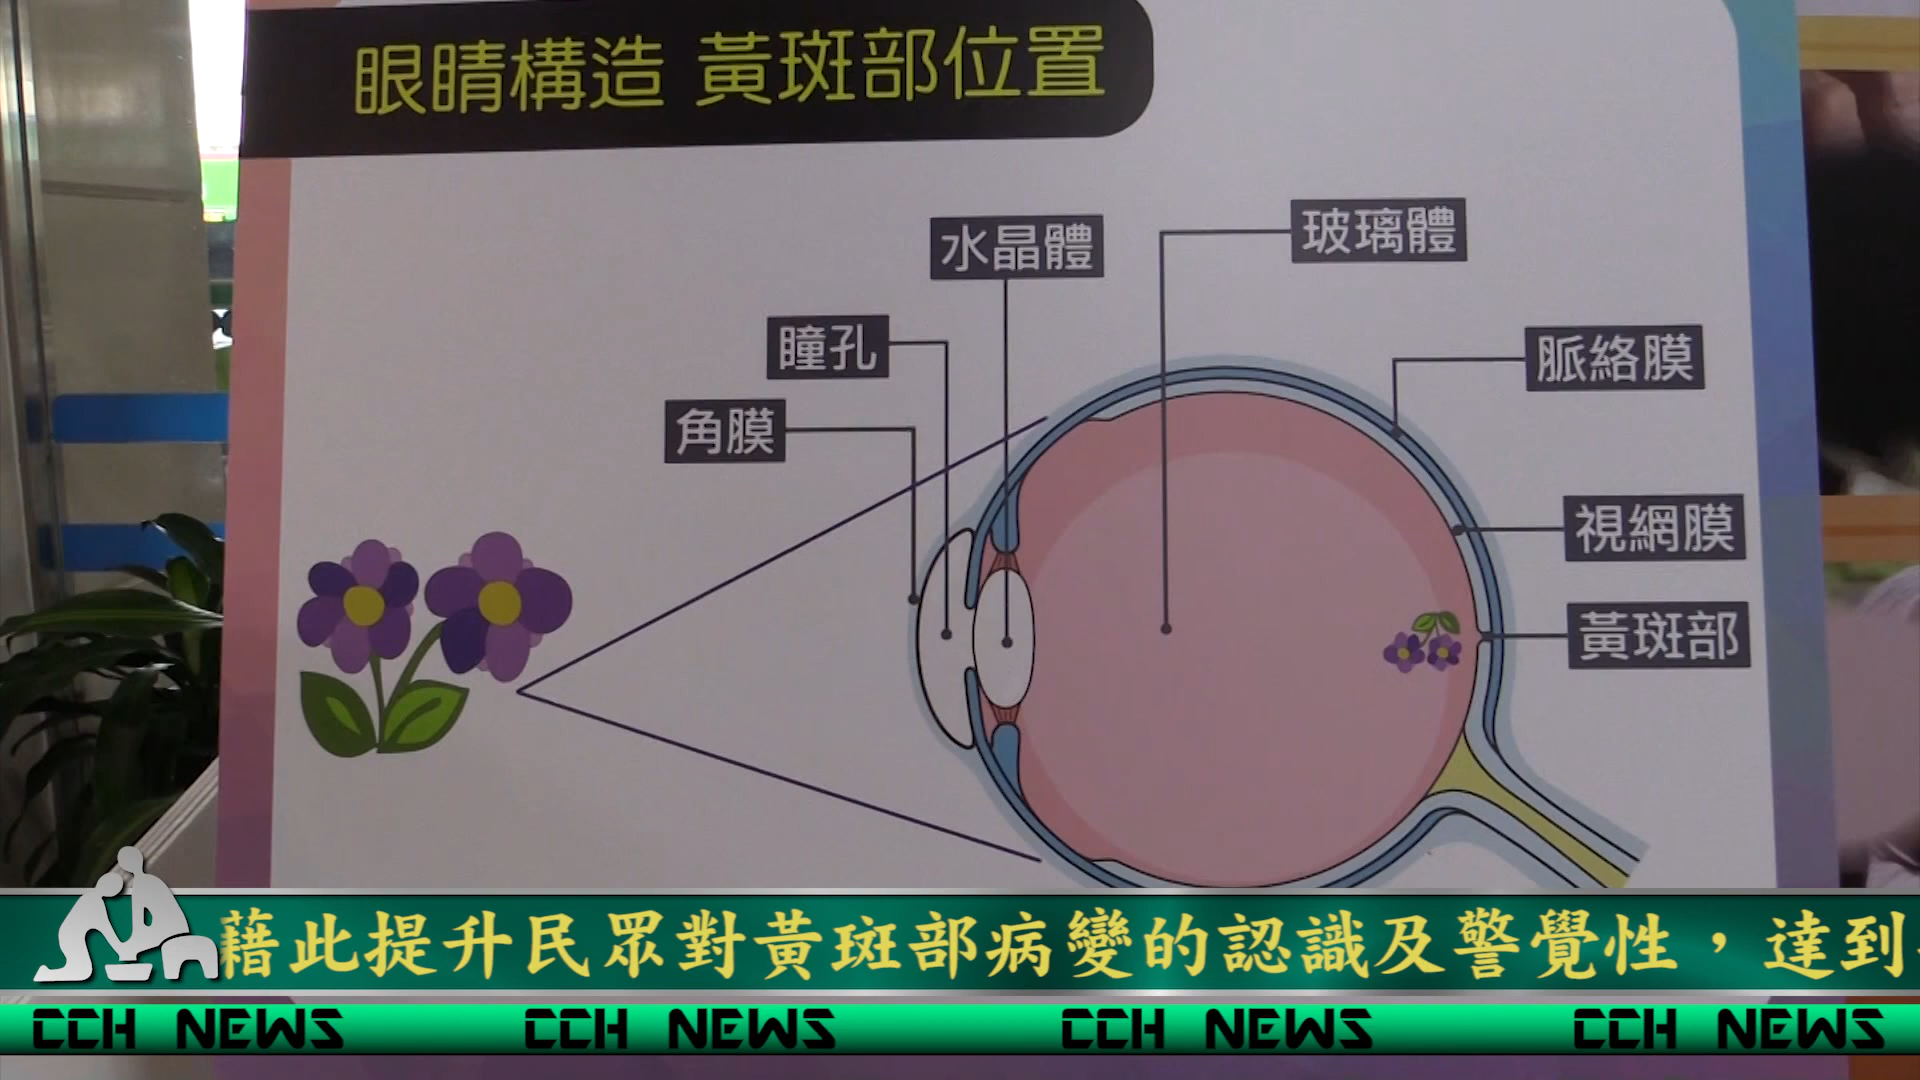 眼睛構造 黃斑部位置
玻璃體
水晶體
瞳孔
脈絡膜
角膜
視網膜
黃斑部
藉此提升民眾對黃斑部病變的認識及警覺性，達到
CCH NEWS CCH NEWS CCH NEWS CCH NEWS